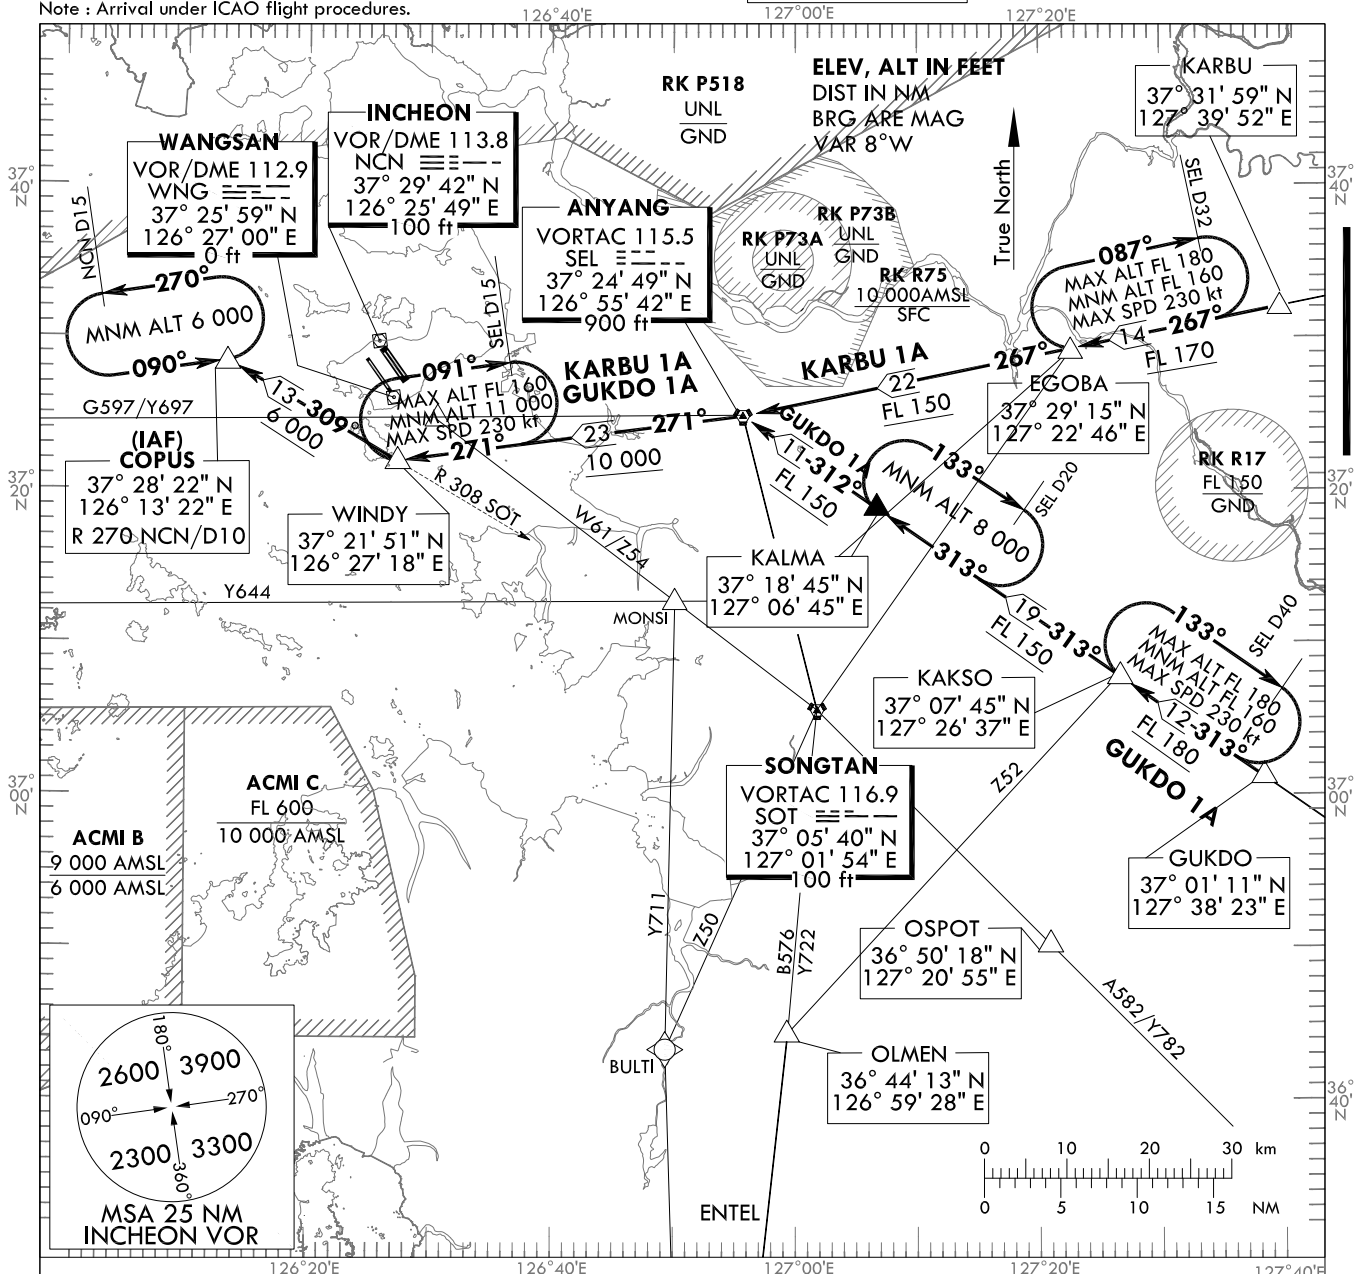 Note : Arrival under ICAO flight procedures.
126°40'E
127°00'E
127°20'E
ELEV, ALT IN FEET
DIST IN NM
BRG ARE MAG
VAR 8°W
True North
RK P518
UNL
GND
KARBU
37° 31' 59" N
127° 39' 52" E
INCHEON
VOR/DME 113.8
NCN
37° 29' 42" N
126° 25' 49" E
100 ft
WANGSAN
VOR/DME 112.9
WNG
37° 25' 59" N
126° 27' 00" E
0 ft
ANYANG
VORTAC 115.5
SEL
37° 24' 49" N
126° 55' 42" E
900 ft
37°
40'
N
37°
40'
N
RK P73B
UNL
GND
RK P73A
UNL
GND
RK R75
10 000AMSL
SFC
SEL D32
087°
MAX ALT FL 180
MNM ALT FL 160
MAX SPD 230 kt
14
267°
FL 170
NCN D15
270°
MNM ALT 6 000
090°
SEL D15
091°
MAX ALT FL 160
MNM ALT 11 000
MAX SPD 230 kt
271°
KARBU 1A
GUKDO 1A
KARBU 1A
267°
22
FL 150
EGOBA
37° 29' 15" N
127° 22' 46" E
G597/Y697
13-309°
6 000
23
271°
10 000
GUKDO 1A
11-312°
FL 150
133°
MNM ALT 8 000
SEL D20
313°
RK R17
FL 150
GND
(IAF)
COPUS
37° 28' 22" N
126° 13' 22" E
R 270 NCN/D10
37°
20'
N
37°
20'
N
R 308 SOT
WINDY
37° 21' 51" N
126° 27' 18" E
W61/Z54
KALMA
37° 18' 45" N
127° 06' 45" E
Y644
MONSI
19-313°
FL 150
133°
MAX ALT FL 180
MNM ALT FL 160
MAX SPD 230 kt
SEL D40
12-313°
FL 180
GUKDO 1A
KAKSO
37° 07' 45" N
127° 26' 37" E
Z52
SONGTAN
VORTAC 116.9
SOT
37° 05' 40" N
127° 01' 54" E
100 ft
ACMI C
FL 600
10 000 AMSL
ACMI B
9 000 AMSL
6 000 AMSL
37°
00'
N
37°
00'
N
GUKDO
37° 01' 11" N
127° 38' 23" E
Y711
Z50
B576
Y722
OSPOT
36° 50' 18" N
127° 20' 55" E
A582/Y782
BULTI
OLMEN
36° 44' 13" N
126° 59' 28" E
36°
40'
N
180°
2600
3900
090°
270°
2300
3300
360°
MSA 25 NM
INCHEON VOR
ENTEL
0 10 20 30 km
0 5 10 15 NM
126°20'E
126°40'E
127°00'E
127°20'E
127°40'E